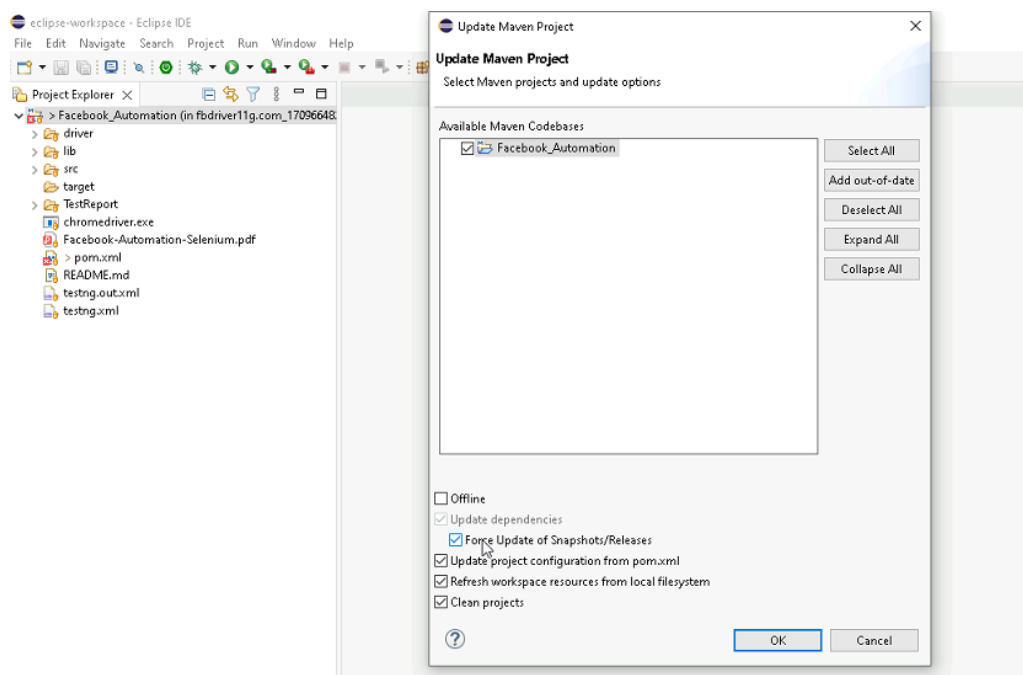 eclipse-workspace - Eclipse IDE
File Edit Navigate Search Project Run Window Help
Project Explorer
> Facebook_Automation (in fbdriver11g.com_17096648
driver
lib
src
target
TestReport
chromedriver.exe
Facebook-Automation-Selenium.pdf
> pom.xml
README.md
testng.out.xml
testng.xml
Update Maven Project
Update Maven Project
Select Maven projects and update options
Available Maven Codebases
Facebook_Automation
Select All
Add out-of-date
Deselect All
Expand All
Collapse All
Offline
Update dependencies
Force Update of Snapshots/Releases
Update project configuration from pom.xml
Refresh workspace resources from local filesystem
Clean projects
OK Cancel